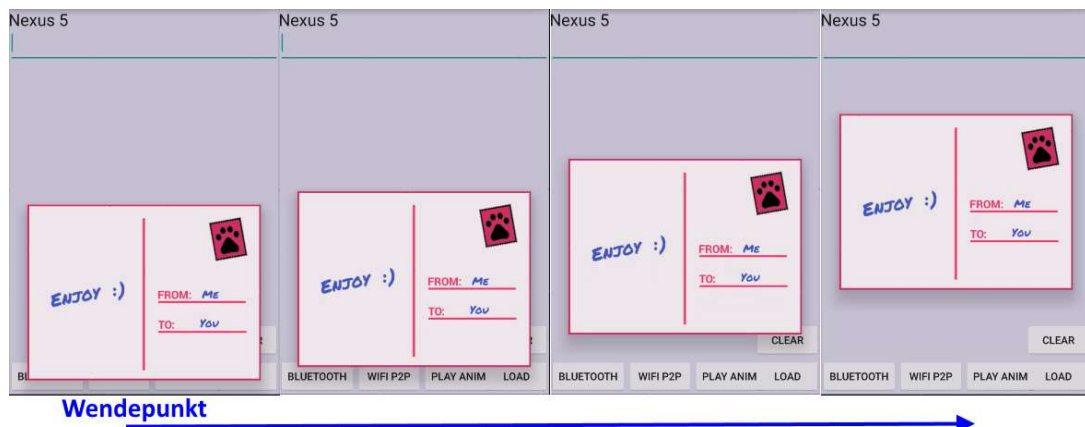 Nexus 5
ENJOY :)
FROM: ME
TO: YOU
BL
Nexus 5
ENJOY :)
FROM: ME
TO: YOU
BLUETOOTH WIFI P2P PLAY ANIM LOAD
Nexus 5
ENJOY :)
FROM: ME
TO: YOU
CLEAR
BLUETOOTH WIFI P2P PLAY ANIM LOAD
Nexus 5
ENJOY :)
FROM: ME
TO: YOU
CLEAR
BLUETOOTH WIFI P2P PLAY ANIM LOAD
Wendepunkt